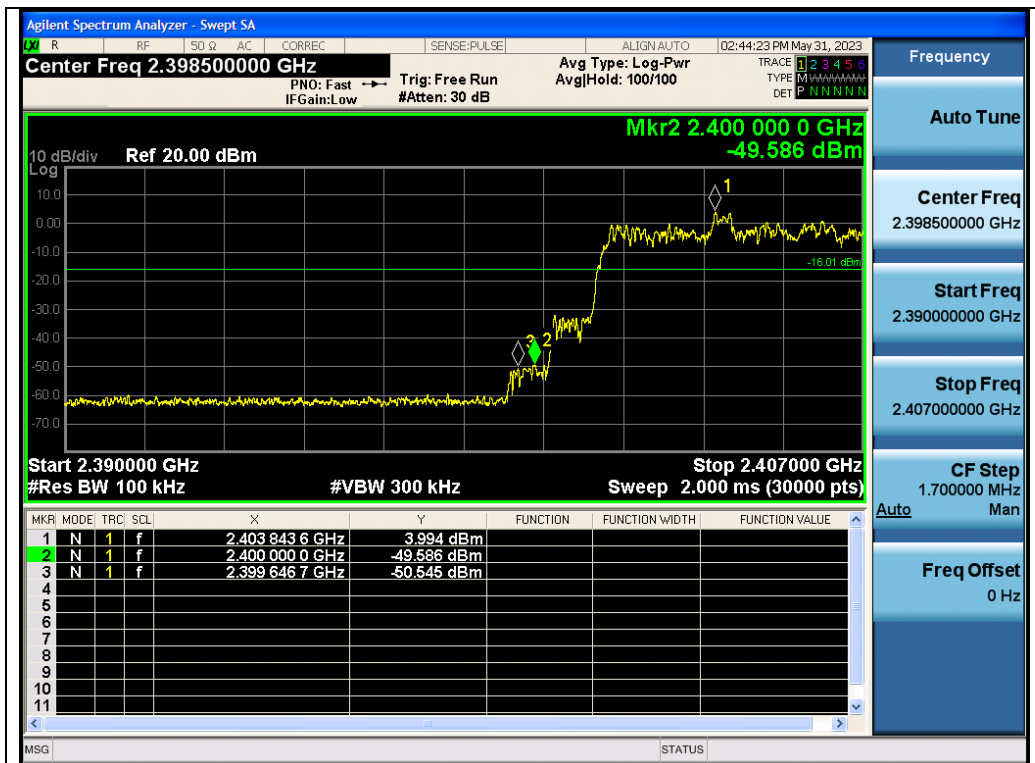 Agilent Spectrum Analyzer - Swept SA
LXI R RF 50 Ω AC CORREC SENSE:PULSE ALIGN AUTO 02:44:23 PM May 31, 2023
Center Freq 2.398500000 GHz
PNO: Fast
IFGain:Low
Trig: Free Run
#Atten: 30 dB
Avg Type: Log-Pwr
Avg|Hold: 100/100
TRACE 1 2 3 4 5 6
TYPE M WWWWW
DET P N N N N N
Mkr2 2.400 000 0 GHz
-49.586 dBm
10 dB/div Ref 20.00 dBm
Log
10.0
0.00
-10.0
-20.0
-30.0
-40.0
-50.0
-60.0
-70.0
1
-16.01 dBm
3 2
Start 2.390000 GHz Stop 2.407000 GHz
#Res BW 100 kHz #VBW 300 kHz Sweep 2.000 ms (30000 pts)
MKR MODE TRC SCL X Y FUNCTION FUNCTION WIDTH FUNCTION VALUE
1 N 1 f 2.403 843 6 GHz 3.994 dBm
2 N 1 f 2.400 000 0 GHz -49.586 dBm
3 N 1 f 2.399 646 7 GHz -50.545 dBm
4
5
6
7
8
9
10
11
MSG STATUS
Frequency
Auto Tune
Center Freq
2.398500000 GHz
Start Freq
2.390000000 GHz
Stop Freq
2.407000000 GHz
CF Step
1.700000 MHz
Auto Man
Freq Offset
0 Hz